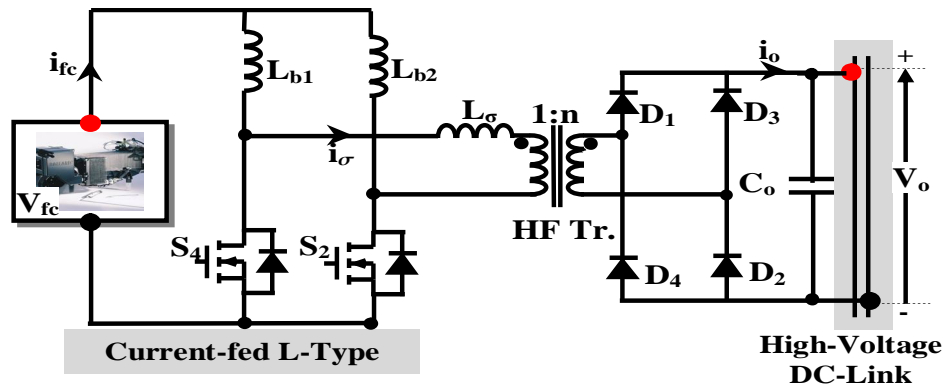 i_fc
L_b1
L_b2
L_σ
1:n
i_o
+
D_1
D_3
i_σ
V_fc
C_o
V_o
HF Tr.
S_4
S_2
D_4
D_2
-
Current-fed L-Type
High-Voltage
DC-Link